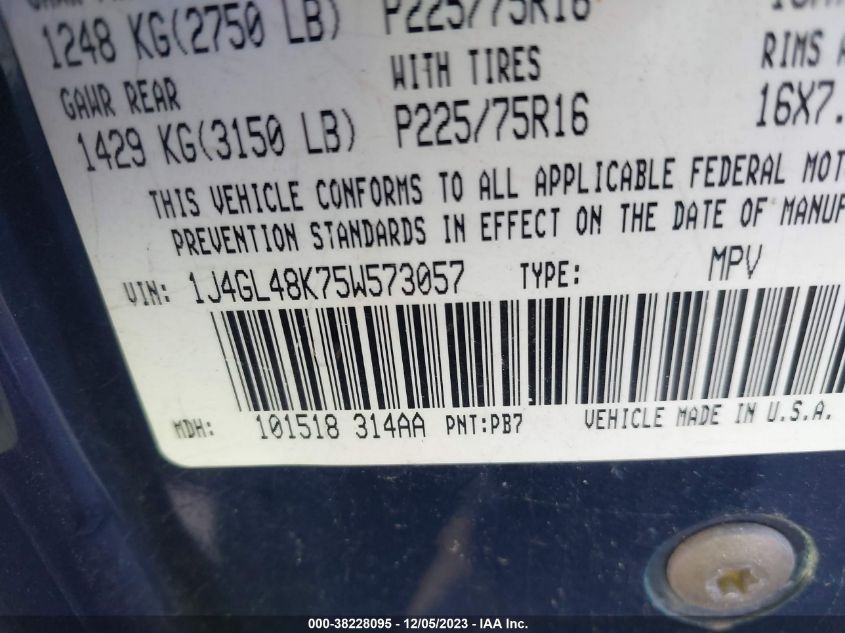 1248 KG(2750 LB) P225/75R16
GAWR REAR WITH TIRES RIMS
1429 KG(3150 LB) P225/75R16 16X7.
THIS VEHICLE CONFORMS TO ALL APPLICABLE FEDERAL MOT
PREVENTION STANDARDS IN EFFECT ON THE DATE OF MANUF
VIN: 1J4GL48K75W573057 TYPE: MPV
MDH: 101518 314AA PNT:PB7 VEHICLE MADE IN U.S.A.
000-38228095 - 12/05/2023 - IAA Inc.